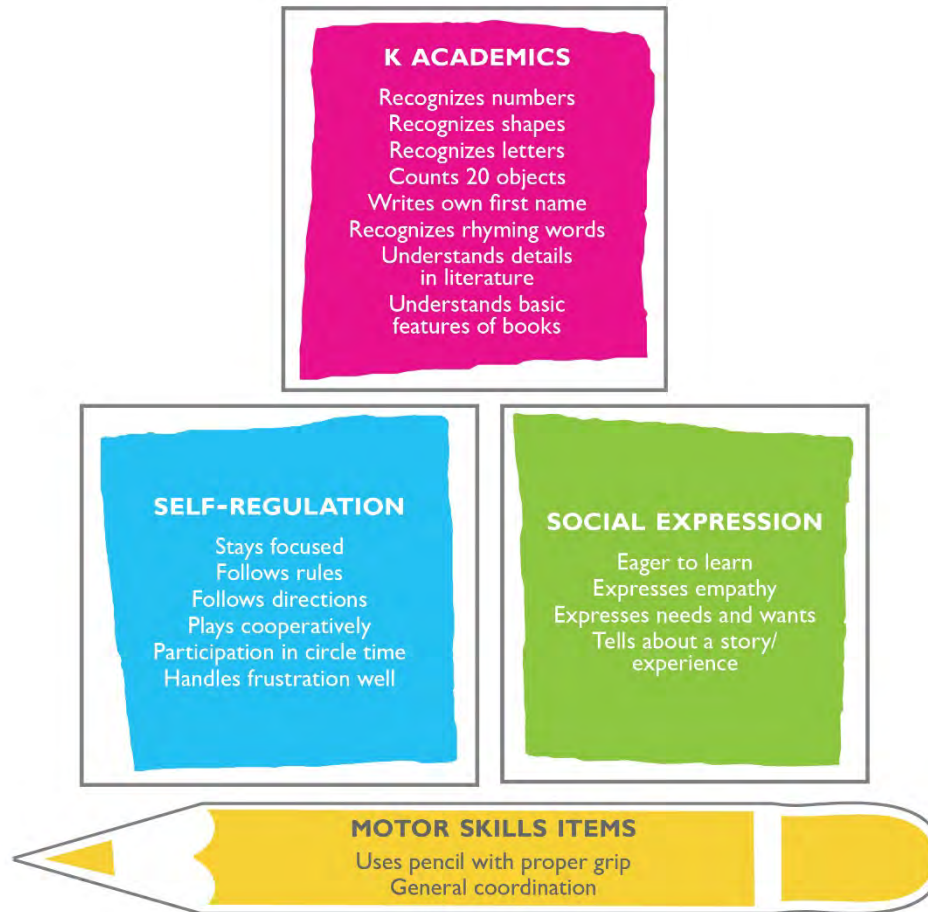 K ACADEMICS
Recognizes numbers
Recognizes shapes
Recognizes letters
Counts 20 objects
Writes own first name
Recognizes rhyming words
Understands details
in literature
Understands basic
features of books
SELF-REGULATION
Stays focused
Follows rules
Follows directions
Plays cooperatively
Participation in circle time
Handles frustration well
SOCIAL EXPRESSION
Eager to learn
Expresses empathy
Expresses needs and wants
Tells about a story/
experience
MOTOR SKILLS ITEMS
Uses pencil with proper grip
General coordination